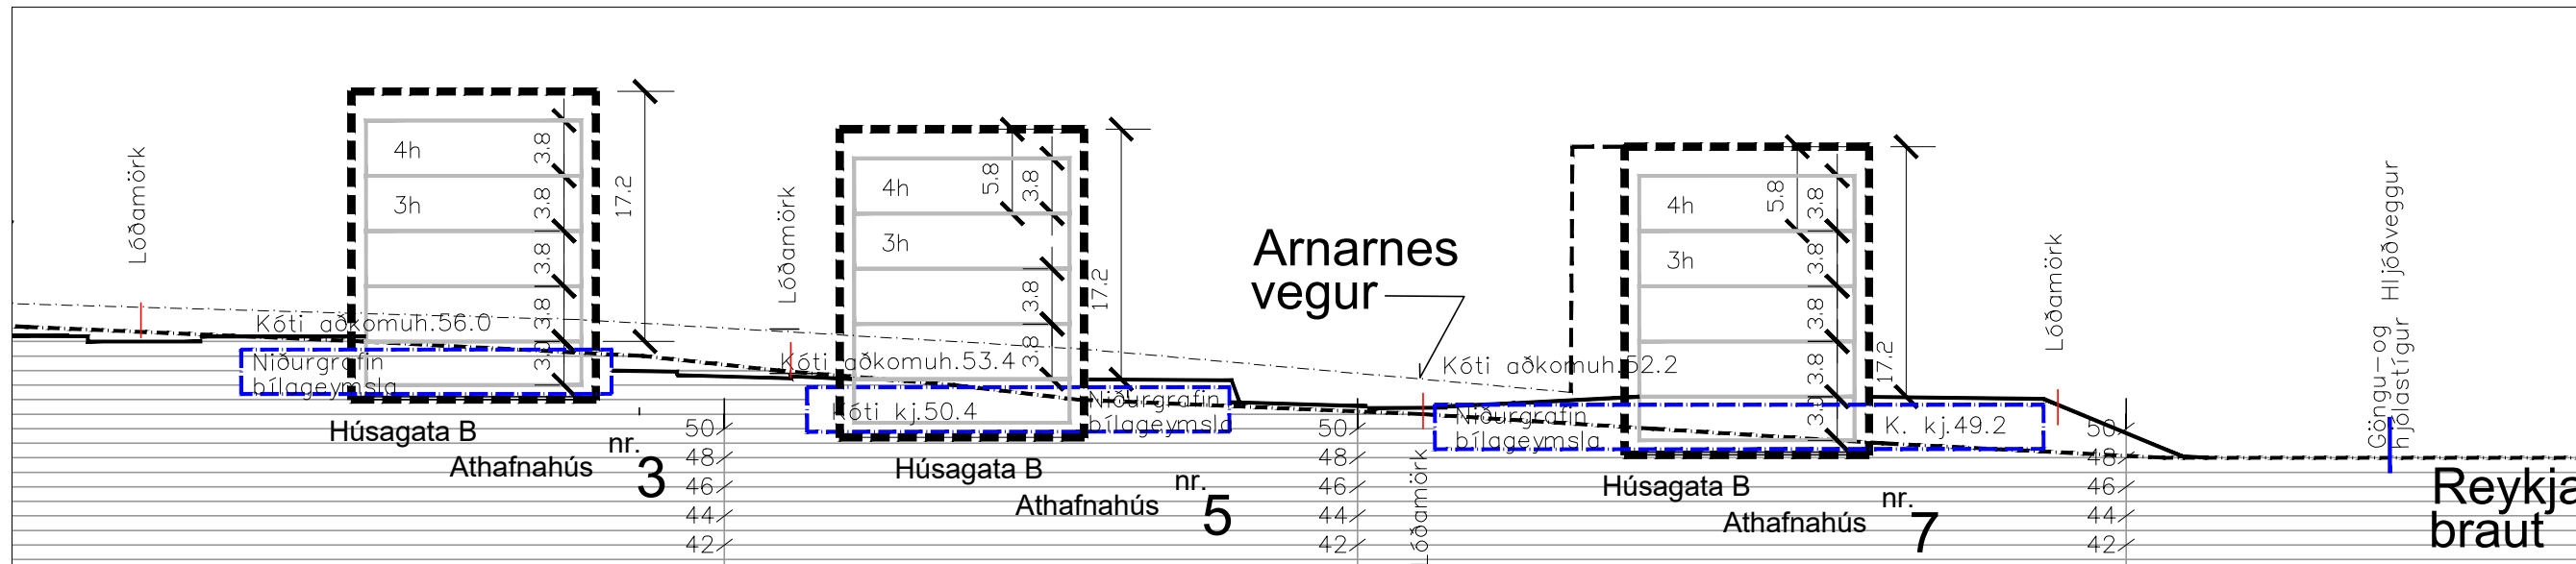 Lóðamörk
4h
3.8
3h
3.8
17.2
3.8
3.8
Kóti aðkomuh.56.0
Niðurgrafin
bílageymsla
Húsagata B
Athafnahús
nr.
3
50
48
46
44
42
Lóðamörk
4h
5.8
3.8
3h
3.8
17.2
3.8
Kóti aðkomuh.53.4
Kóti kj.50.4
Niðurgrafin
bílageymsla
Húsagata B
Athafnahús
nr.
5
Arnarnes
vegur
50
48
46
44
42
Lóðamörk
Kóti aðkomuh.52.2
4h
5.8
3.8
3h
3.8
3.8
3.8
17.2
Niðurgrafin
bílageymsla
K. kj.49.2
Húsagata B
Athafnahús
nr.
7
Lóðamörk
50
48
46
44
42
Göngu-og
hjólastígur Hljóðveggur
Reykja
braut